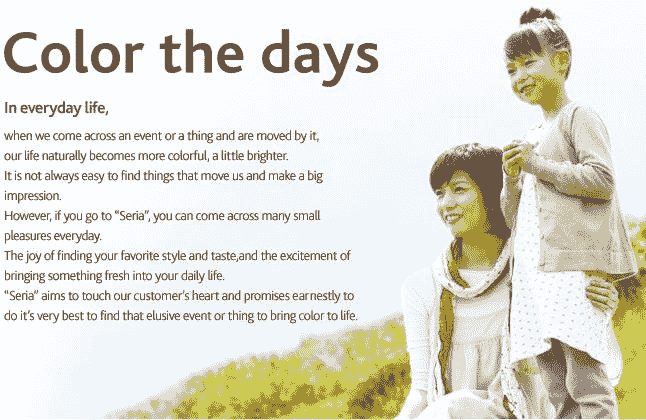 Color the days
In everyday life,
when we come across an event or a thing and are moved by it,
our life naturally becomes more colorful, a little brighter.
It is not always easy to find things that move us and make a big
impression.
However, if you go to “Seria”, you can come across many small
pleasures everyday.
The joy of finding your favorite style and taste,and the excitement of
bringing something fresh into your daily life.
“Seria” aims to touch our customer's heart and promises earnestly to
do it's very best to find that elusive event or thing to bring color to life.